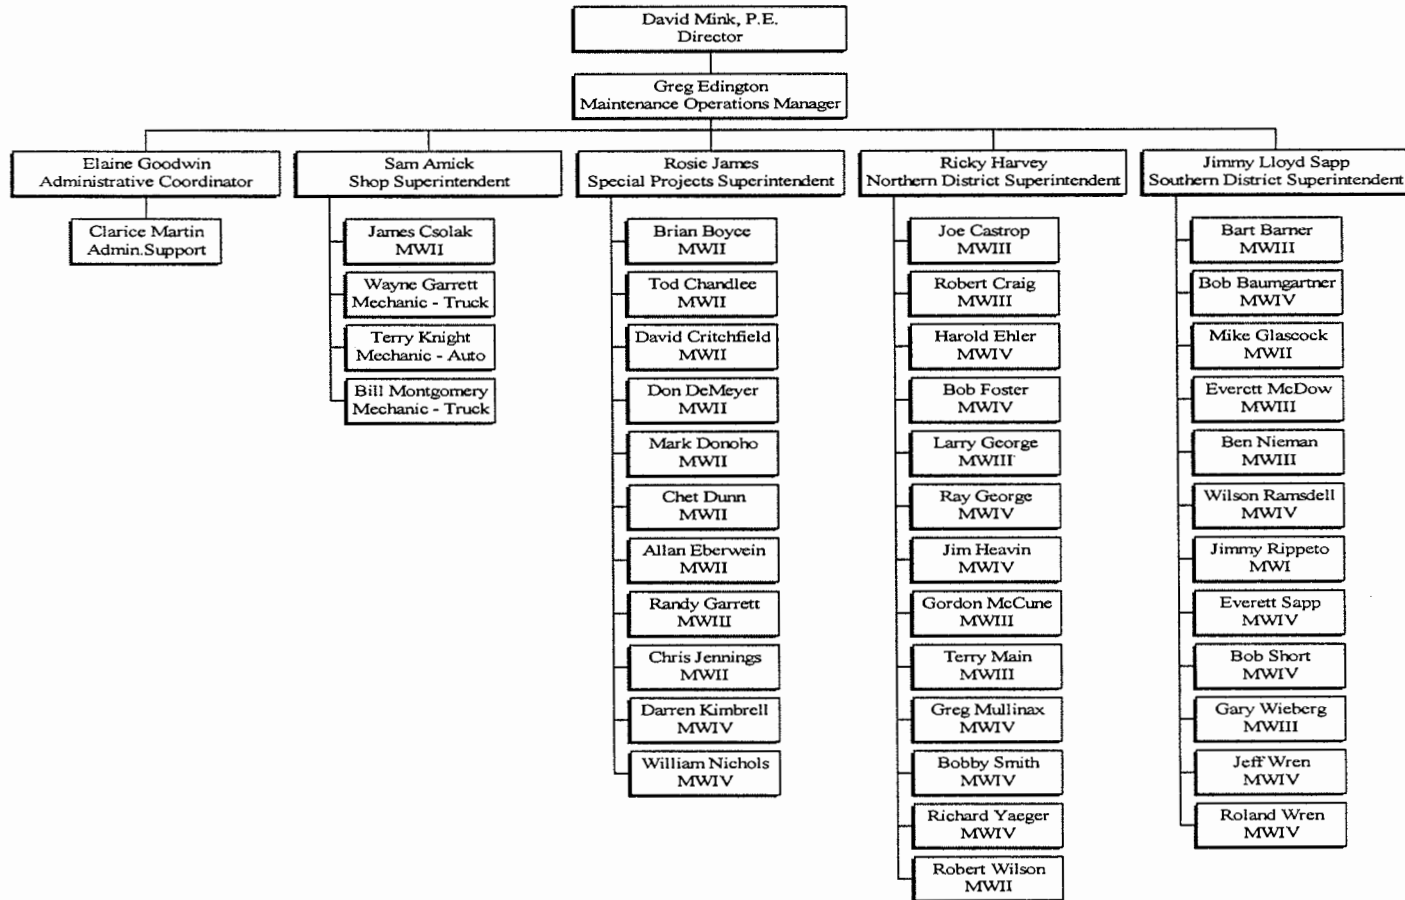 David Mink, P.E.
Director
Greg Edington
Maintenance Operations Manager
Elaine Goodwin
Administrative Coordinator
Clarice Martin
Admin.Support
Sam Amick
Shop Superintendent
James Csolak
MWII
Wayne Garrett
Mechanic - Truck
Terry Knight
Mechanic - Auto
Bill Montgomery
Mechanic - Truck
Rosie James
Special Projects Superintendent
Brian Boyce
MWII
Tod Chandlee
MWII
David Critchfield
MWII
Don DeMeyer
MWII
Mark Donoho
MWII
Chet Dunn
MWII
Allan Eberwein
MWII
Randy Garrett
MWIII
Chris Jennings
MWII
Darren Kimbrell
MWIV
William Nichols
MWIV
Ricky Harvey
Northern District Superintendent
Joe Castrop
MWIII
Robert Craig
MWIII
Harold Ehler
MWIV
Bob Foster
MWIV
Larry George
MWIII
Ray George
MWIV
Jim Heavin
MWIV
Gordon McCune
MWIII
Terry Main
MWIII
Greg Mullinax
MWIV
Bobby Smith
MWIV
Richard Yaeger
MWIV
Robert Wilson
MWII
Jimmy Lloyd Sapp
Southern District Superintendent
Bart Barner
MWIII
Bob Baumgartner
MWIV
Mike Glascock
MWII
Everett McDow
MWIII
Ben Nieman
MWIII
Wilson Ramsdell
MWIV
Jimmy Rippeto
MWI
Everett Sapp
MWIV
Bob Short
MWIV
Gary Wieberg
MWIII
Jeff Wren
MWIV
Roland Wren
MWIV